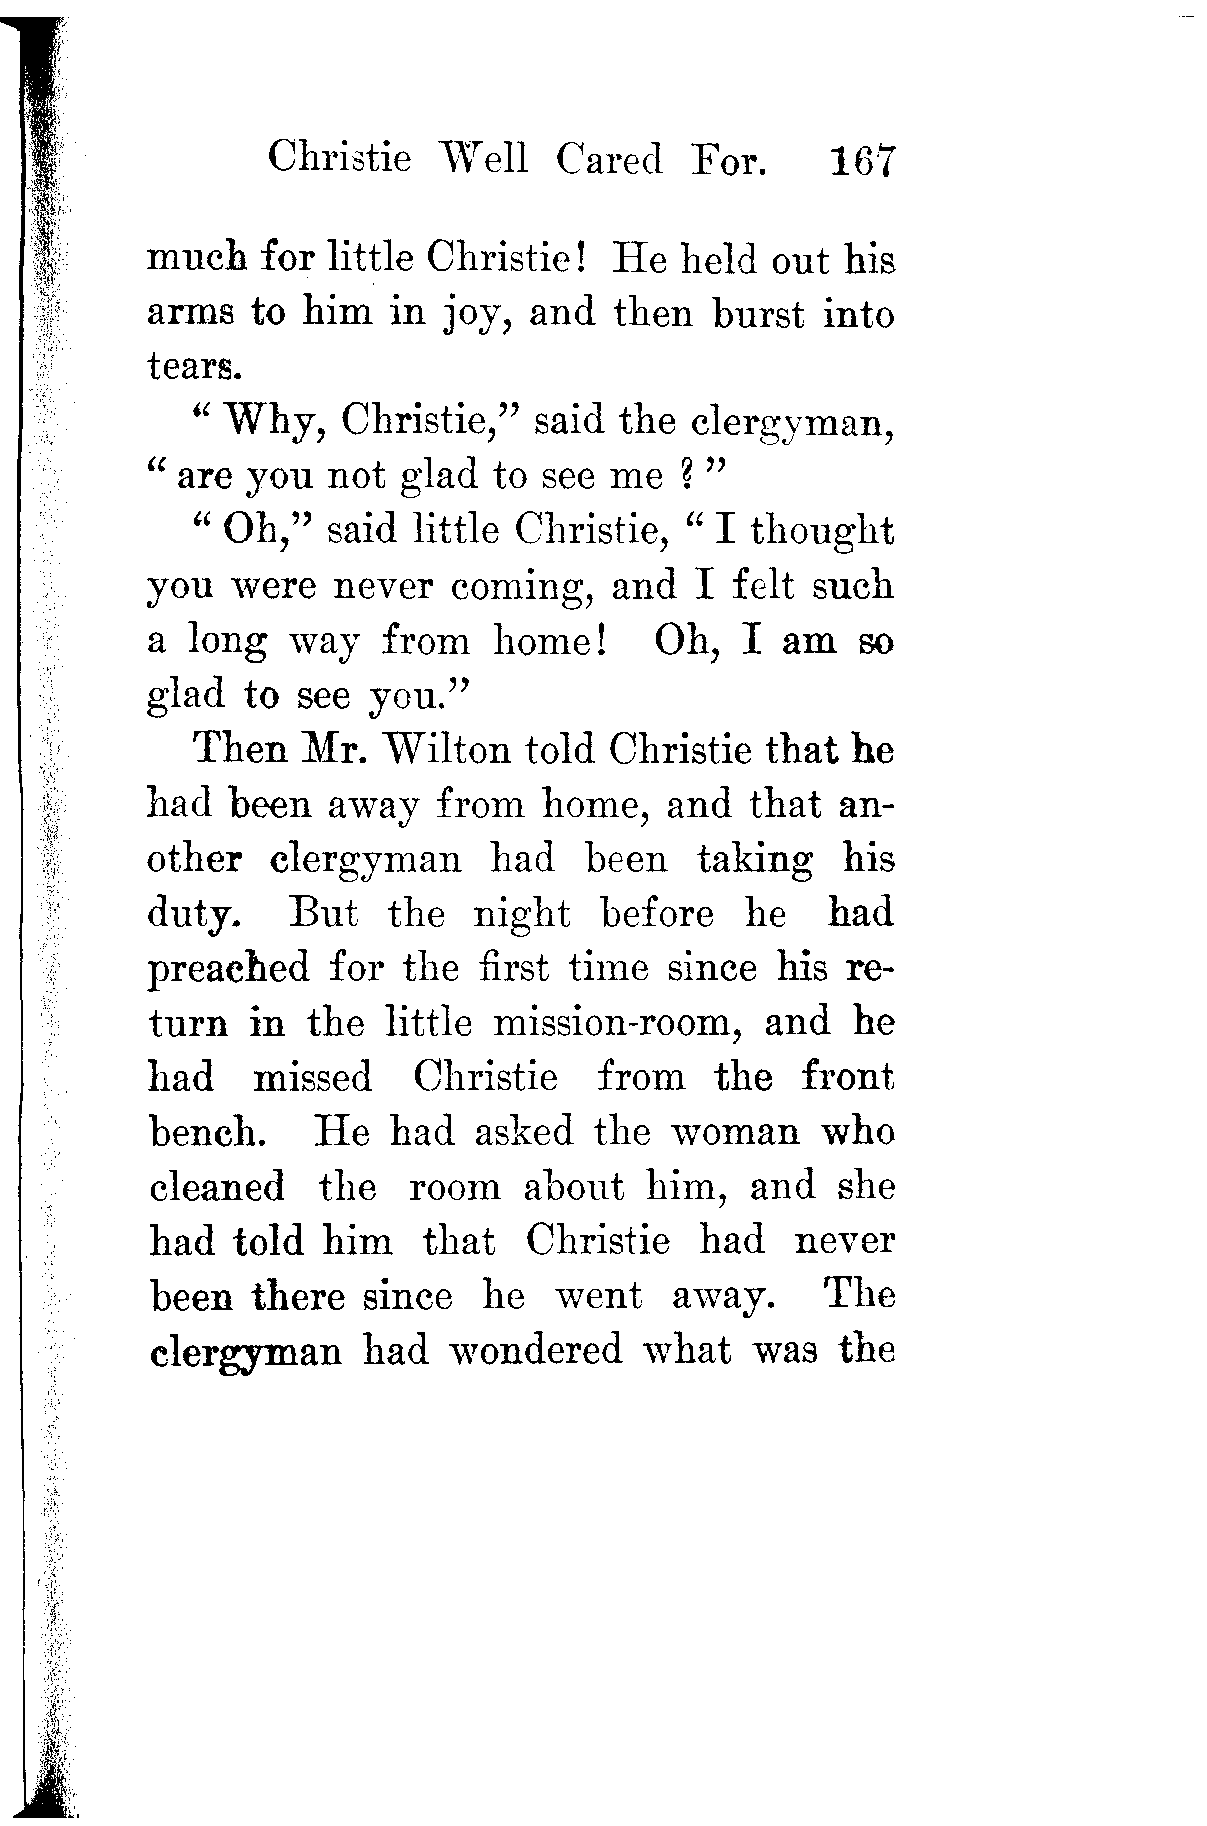 Christie Well Cared For. 167
much for little Christie! He held out his
arms to him in joy, and then burst into
tears.
“ Why, Christie,” said the clergyman,
“ are you not glad to see me ? ”
“ Oh,” said little Christie, “ I thought
you were never coming, and I felt such
a long way from home! Oh, I am so
glad to see you.”
Then Mr. Wilton told Christie that he
had been away from home, and that an-
other clergyman had been taking his
duty. But the night before he had
preached for the first time since his re-
turn in the little mission-room, and he
had missed Christie from the front
bench. He had asked the woman who
cleaned the room about him, and she
had told him that Christie had never
been there since he went away. The
clergyman had wondered what was the